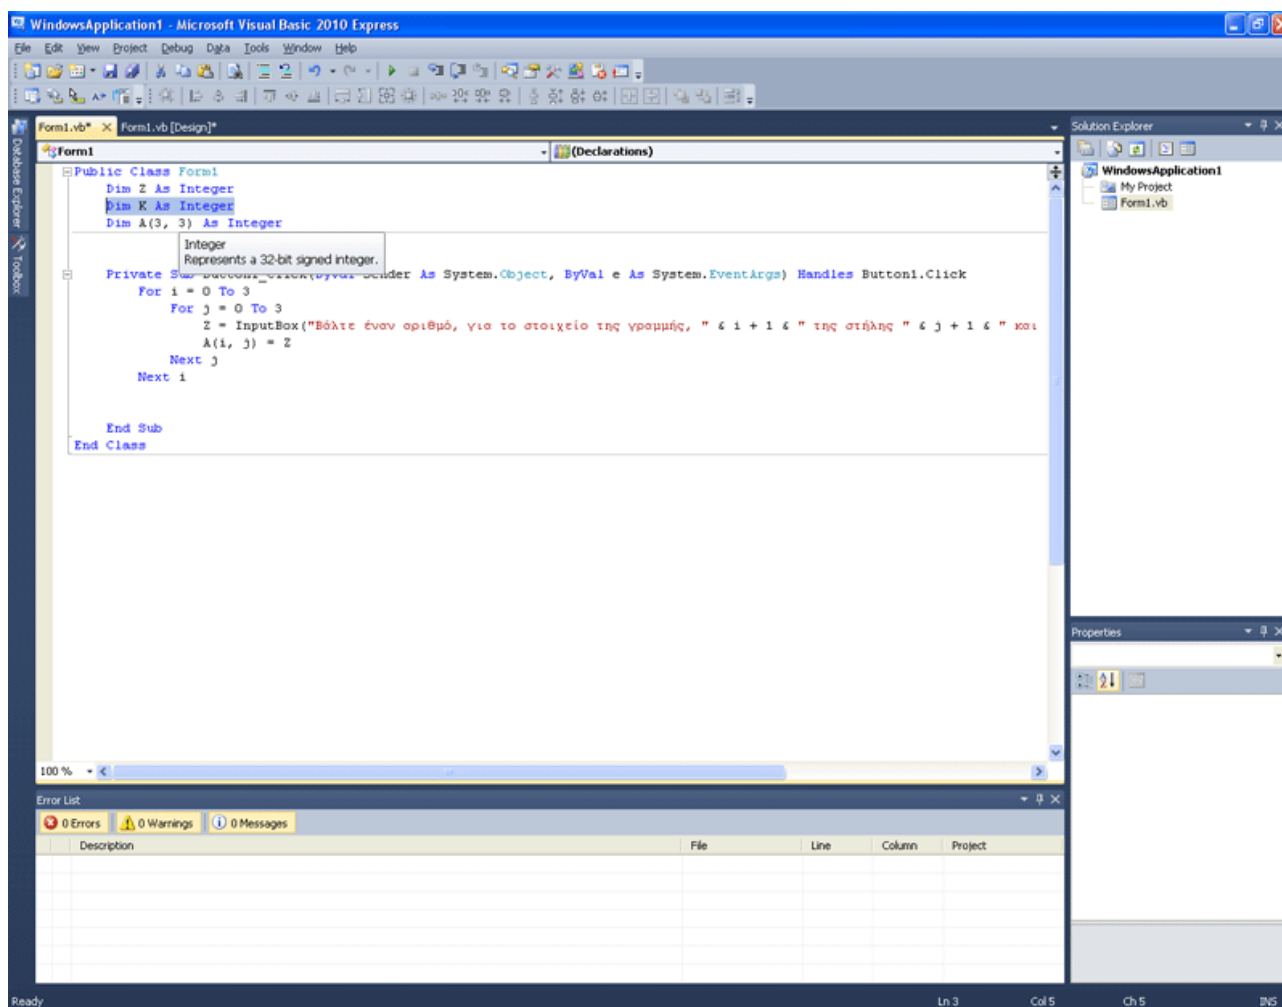 WindowsApplication1 - Microsoft Visual Basic 2010 Express
File Edit View Project Debug Data Tools Window Help
Form1.vb* Form1.vb [Design]*
Form1 (Declarations)
Public Class Form1
Dim Z As Integer
Dim K As Integer
Dim A(3, 3) As Integer
Integer
Represents a 32-bit signed integer.
Private Sub Button1_Click(ByVal sender As System.Object, ByVal e As System.EventArgs) Handles Button1.Click
For i = 0 To 3
For j = 0 To 3
Z = InputBox("Βάλτε έναν αριθμό, για το στοιχείο της γραμμής, " & i + 1 & " της στήλης " & j + 1 & " και
A(i, j) = Z
Next j
Next i
End Sub
End Class
100 %
Database Explorer
Toolbox
Solution Explorer
WindowsApplication1
My Project
Form1.vb
Properties
Error List
0 Errors 0 Warnings 0 Messages
Description File Line Column Project
Ready Ln 3 Col 5 Ch 5 INS